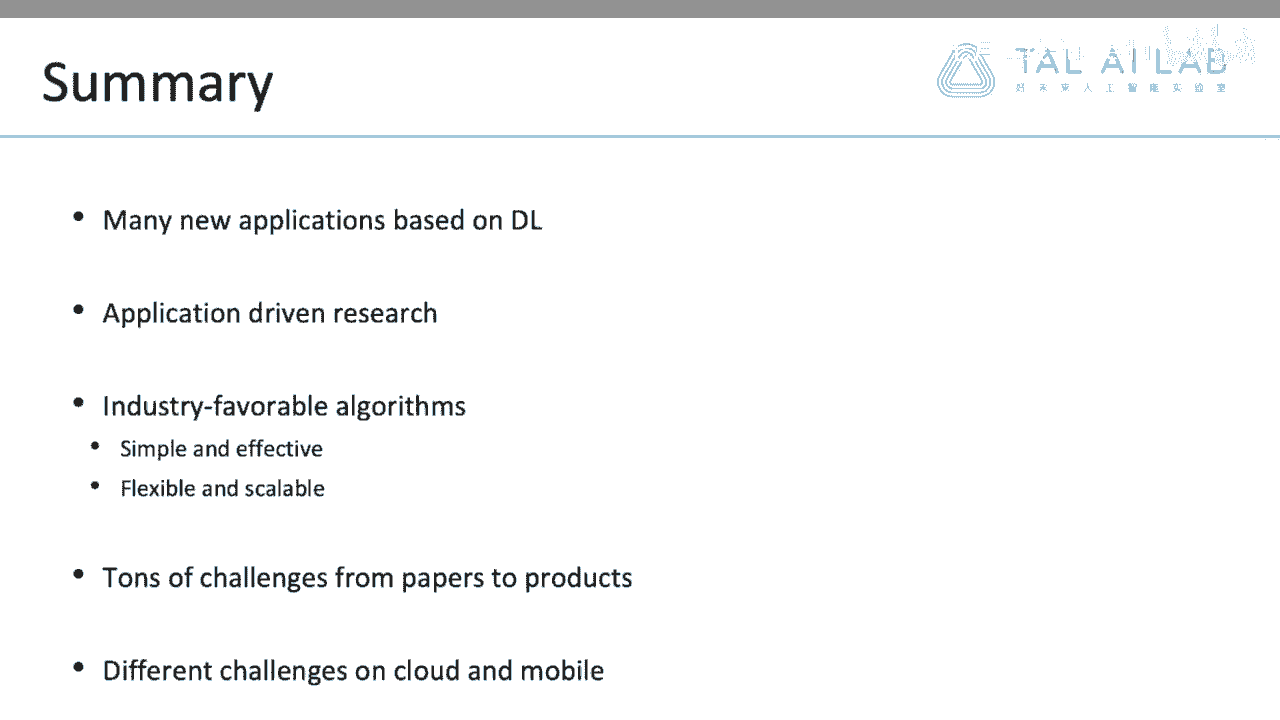 Summary
TAL AI LAB
好未来人工智能实验室
• Many new applications based on DL
• Application driven research
• Industry-favorable algorithms
• Simple and effective
• Flexible and scalable
• Tons of challenges from papers to products
• Different challenges on cloud and mobile